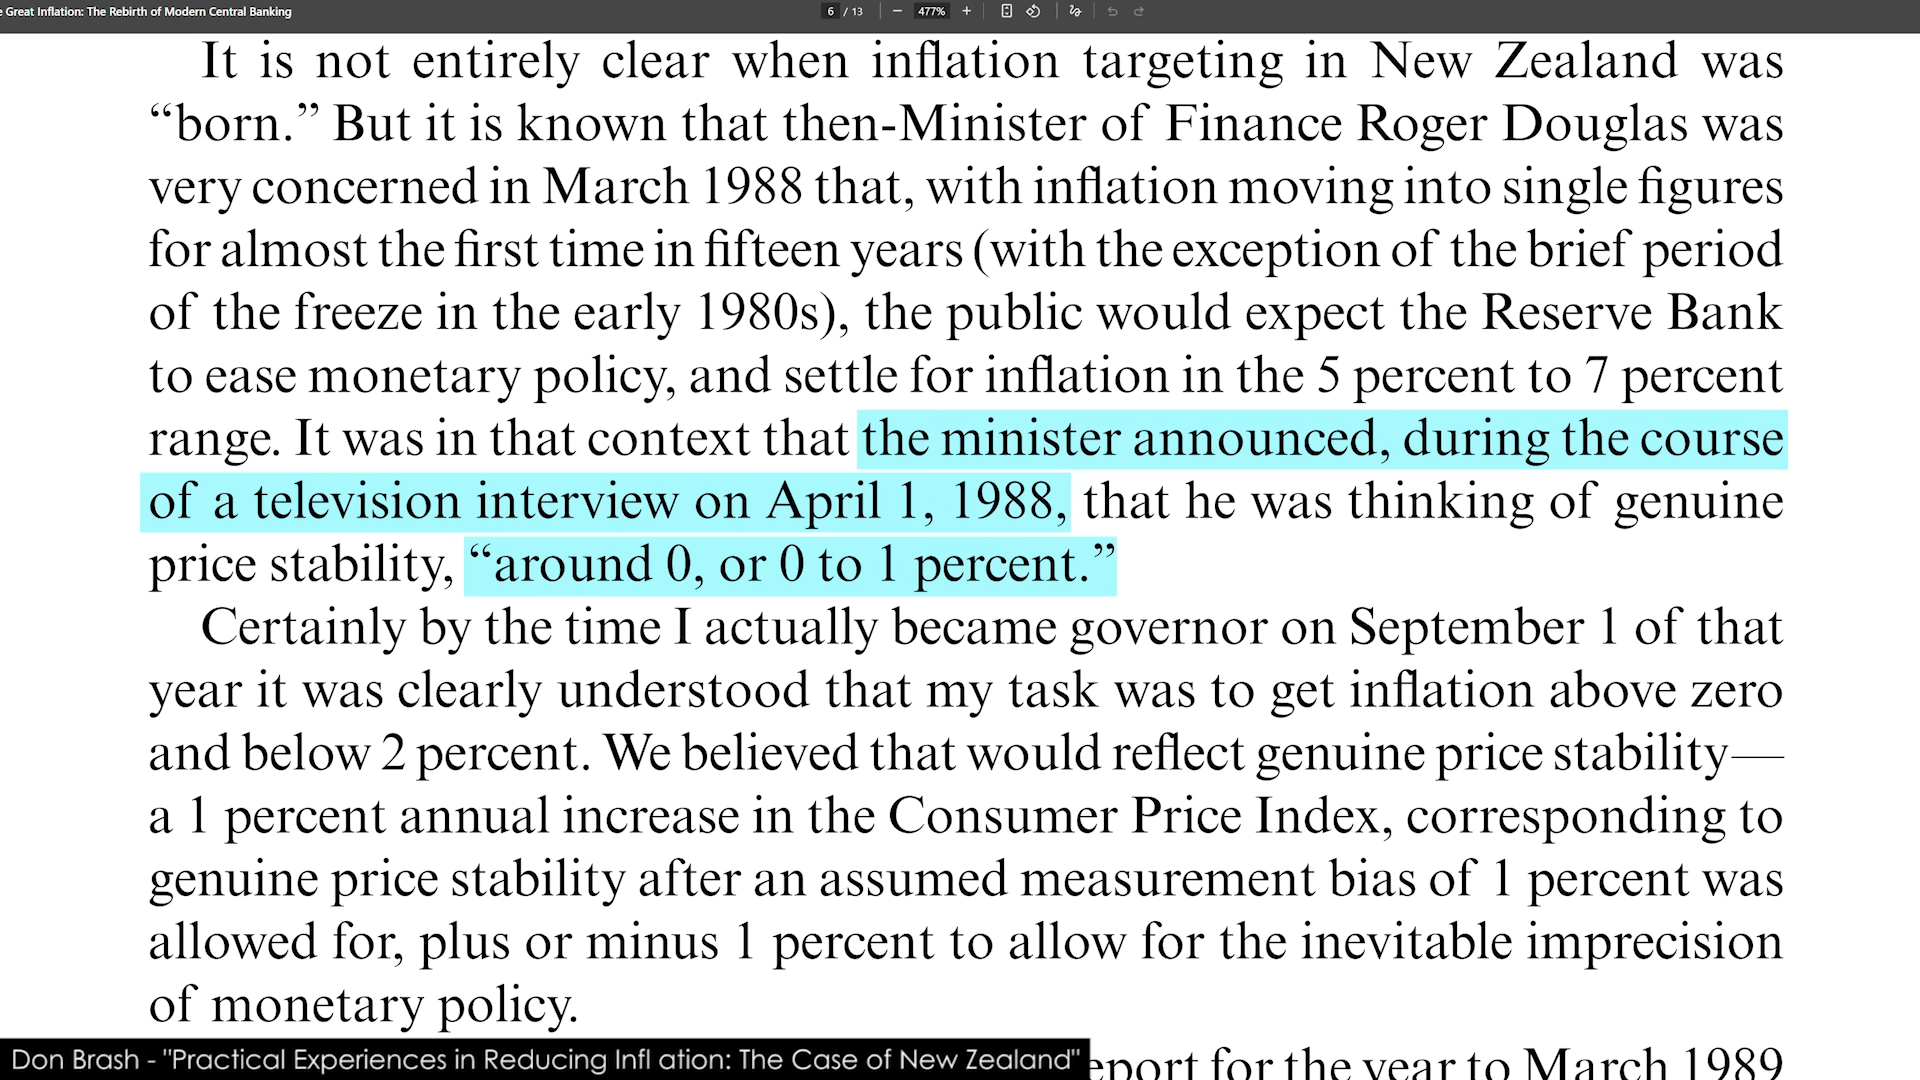 e Great Inflation: The Rebirth of Modern Central Banking
6 / 13
477%
It is not entirely clear when inflation targeting in New Zealand was
“born.” But it is known that then-Minister of Finance Roger Douglas was
very concerned in March 1988 that, with inflation moving into single figures
for almost the first time in fifteen years (with the exception of the brief period
of the freeze in the early 1980s), the public would expect the Reserve Bank
to ease monetary policy, and settle for inflation in the 5 percent to 7 percent
range. It was in that context that the minister announced, during the course
of a television interview on April 1, 1988, that he was thinking of genuine
price stability, “around 0, or 0 to 1 percent.”
Certainly by the time I actually became governor on September 1 of that
year it was clearly understood that my task was to get inflation above zero
and below 2 percent. We believed that would reflect genuine price stability—
a 1 percent annual increase in the Consumer Price Index, corresponding to
genuine price stability after an assumed measurement bias of 1 percent was
allowed for, plus or minus 1 percent to allow for the inevitable imprecision
of monetary policy.
Don Brash - "Practical Experiences in Reducing Infl ation: The Case of New Zealand"
eport for the year to March 1989